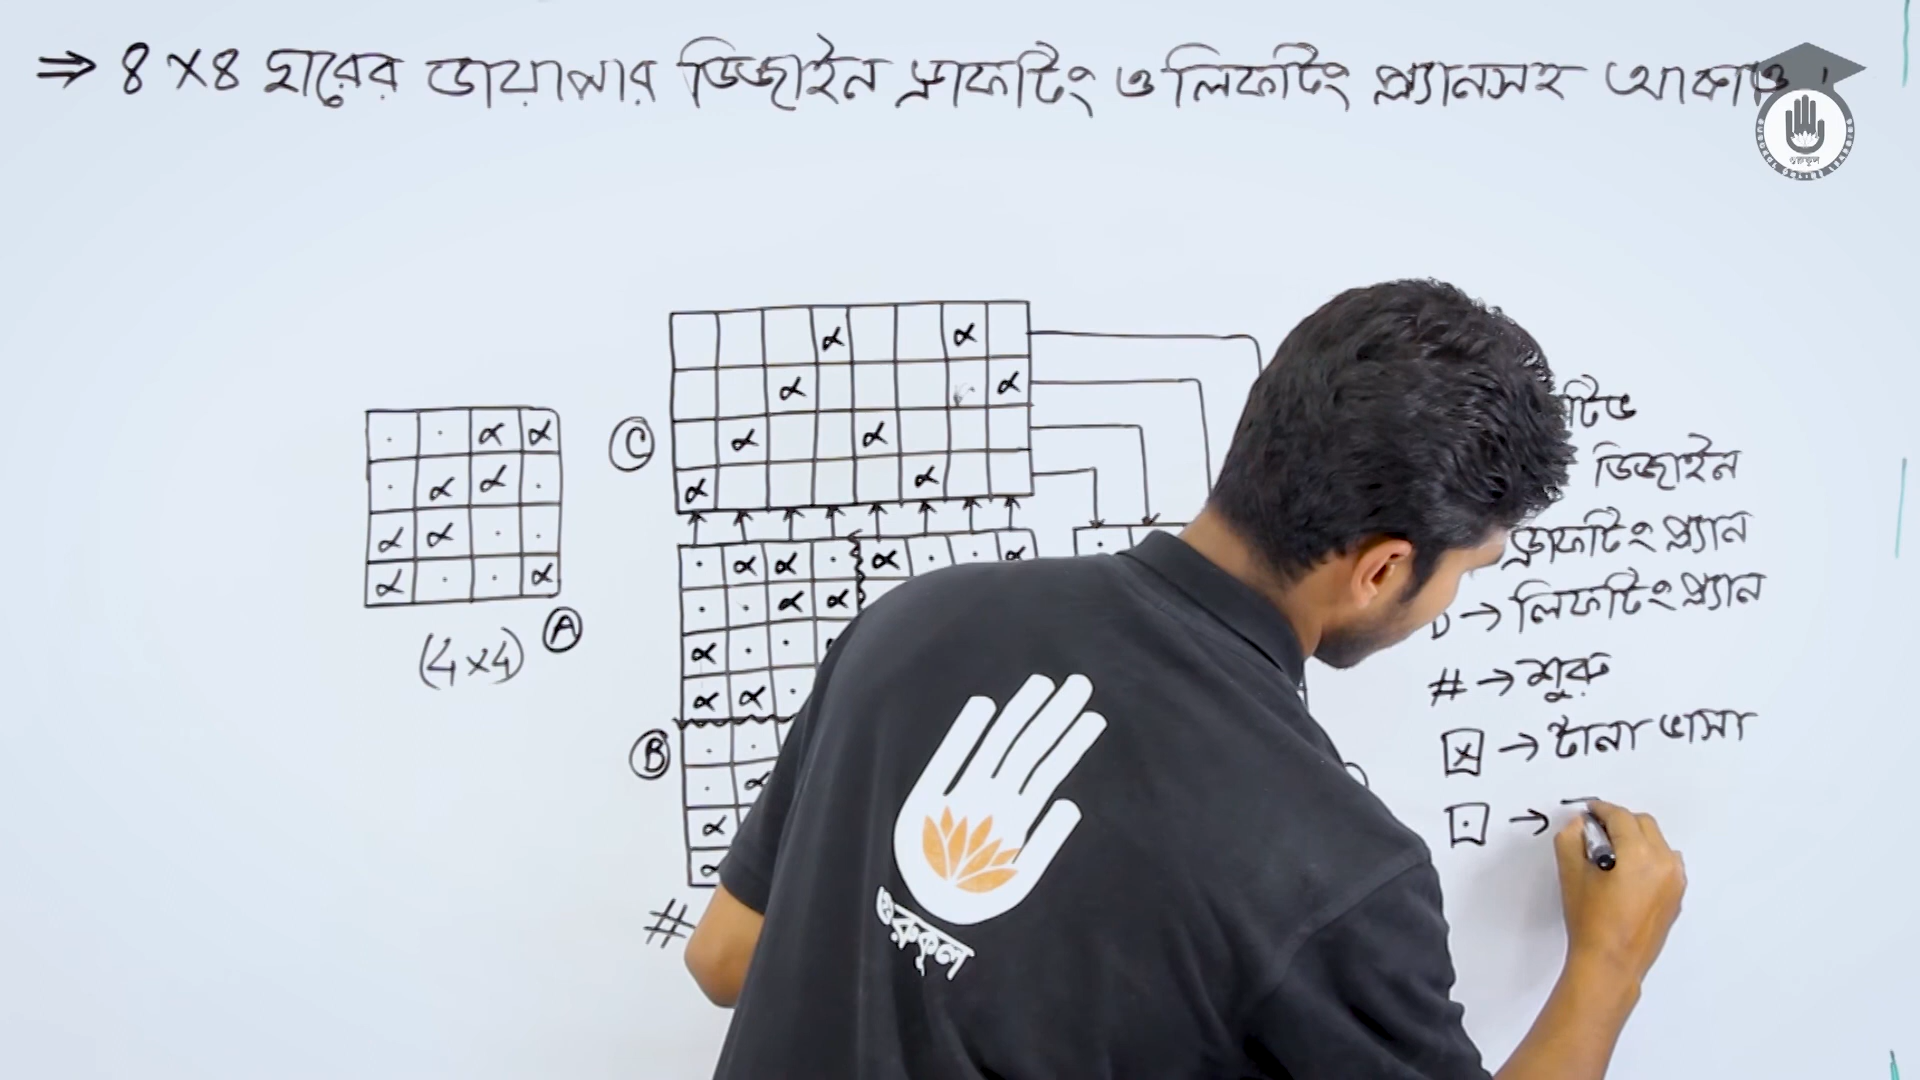 ⇒ 8×8 ঘরের ডায়াপার ডিজাইন ড্রাফটিং ও লিফটিং প্ল্যানসহ আঁকাও।
গুরুকুল
. . α α
. α α .
α α . .
α . . α
(4×4) A
C
B
#
ডিজাইন
ড্রাফটিং প্ল্যান
D → লিফটিং প্ল্যান
# → শুরু
x → টানা ভাসা
. →
গুরুকুল